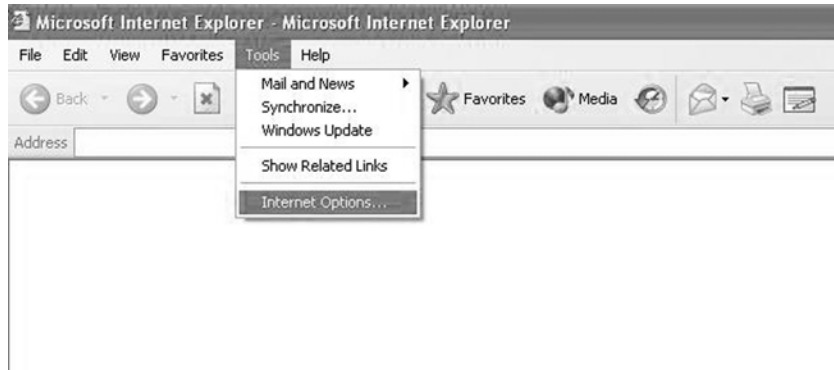 Microsoft Internet Explorer - Microsoft Internet Explorer
File Edit View Favorites Tools Help
Back Favorites Media
Address
Mail and News
Synchronize...
Windows Update
Show Related Links
Internet Options...